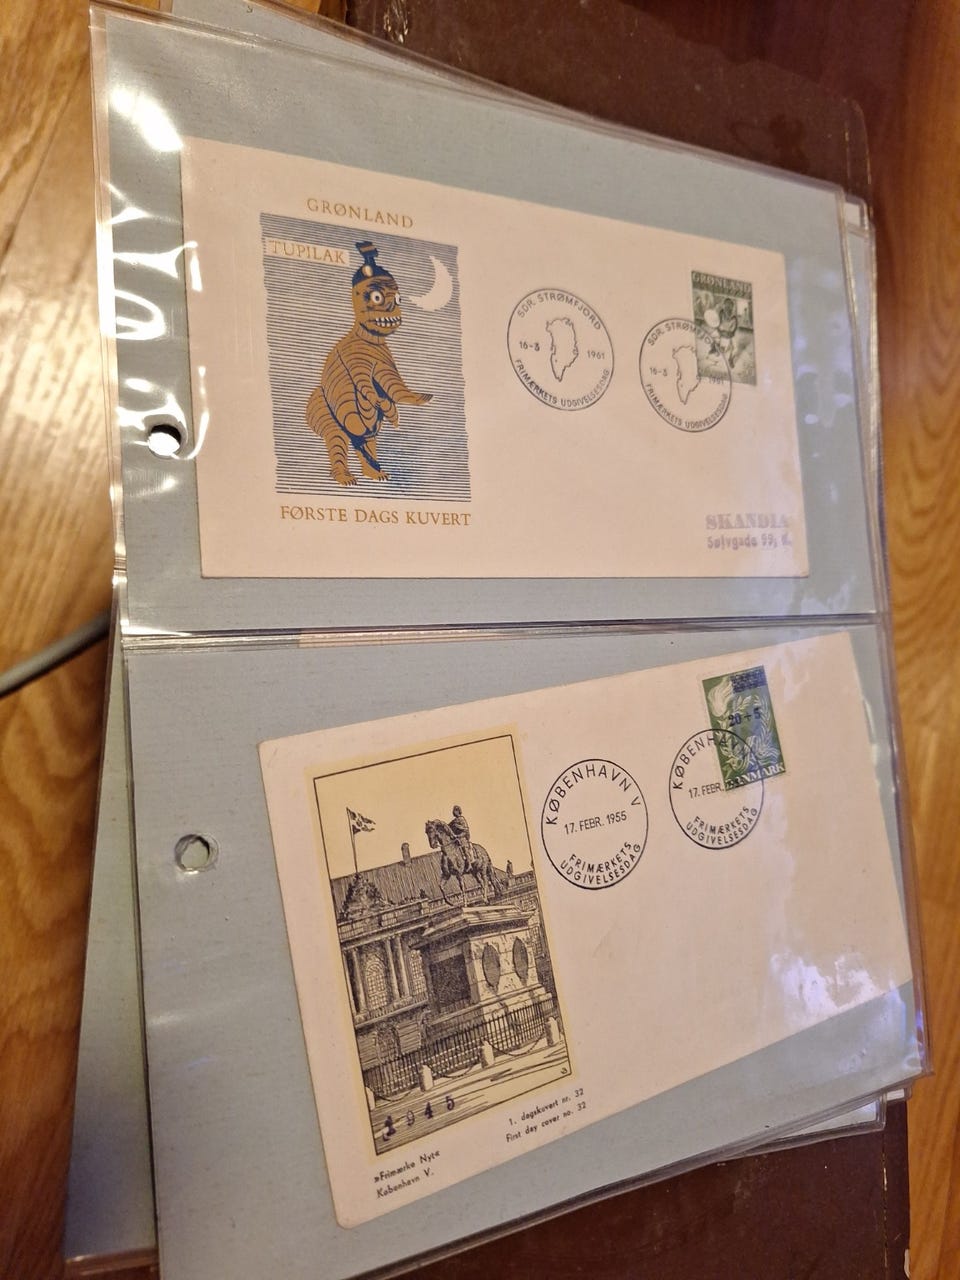 GRØNLAND
TUPILAK
FØRSTE DAGS KUVERT
SDR. STRØMFJORD
16-3 1961
FRIMÆRKETS UDGIVELSESDAG
SDR. STRØMFJORD
16-3 1961
FRIMÆRKETS UDGIVELSESDAG
GRØNLAND
SKANDIA
Sølvgade 99,
KØBENHAVN V
17. FEBR. 1955
FRIMÆRKETS
UDGIVELSESDAG
KØBENHAVN V
17. FEBR.
FRIMÆRKETS
UDGIVELSESDAG
20+5
DANMARK
1945
1. dagskuvert nr. 32
First day cover no. 32
»Frimærke Nyt«
København V.